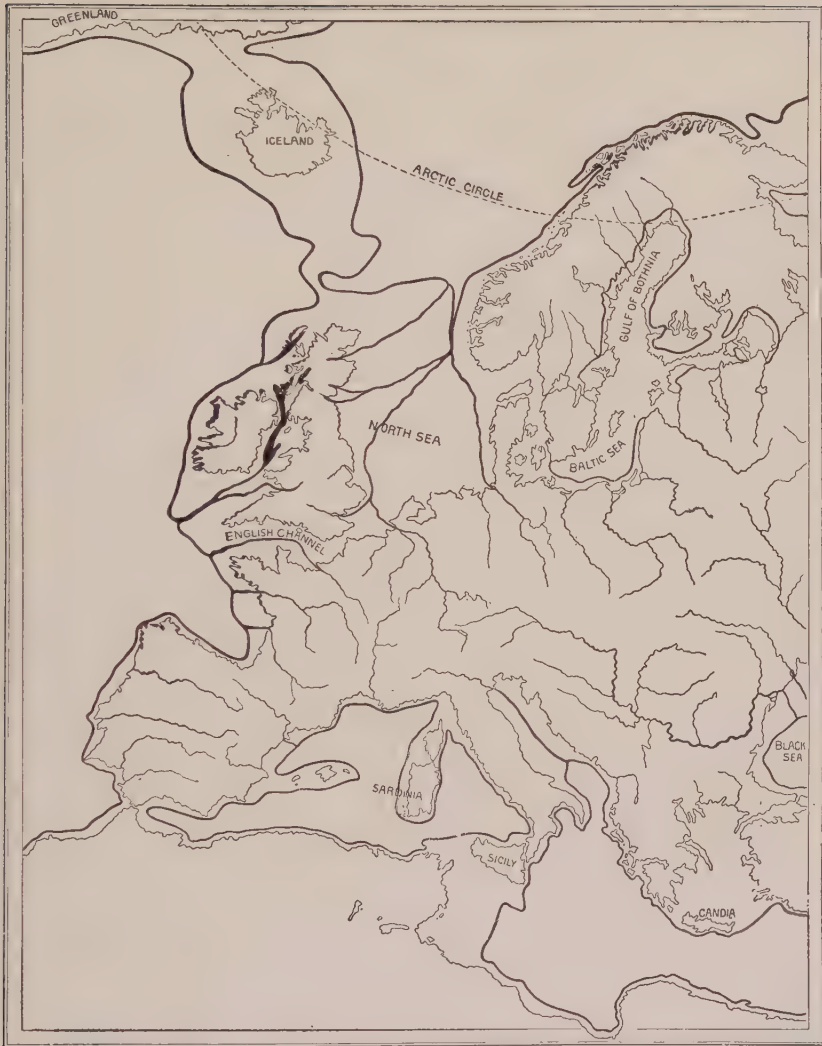 GREENLAND
ICELAND
ARCTIC CIRCLE
GULF OF BOTHNIA
NORTH SEA
BALTIC SEA
ENGLISH CHANNEL
BLACK
SEA
SARDINIA
SICILY
CANDIA